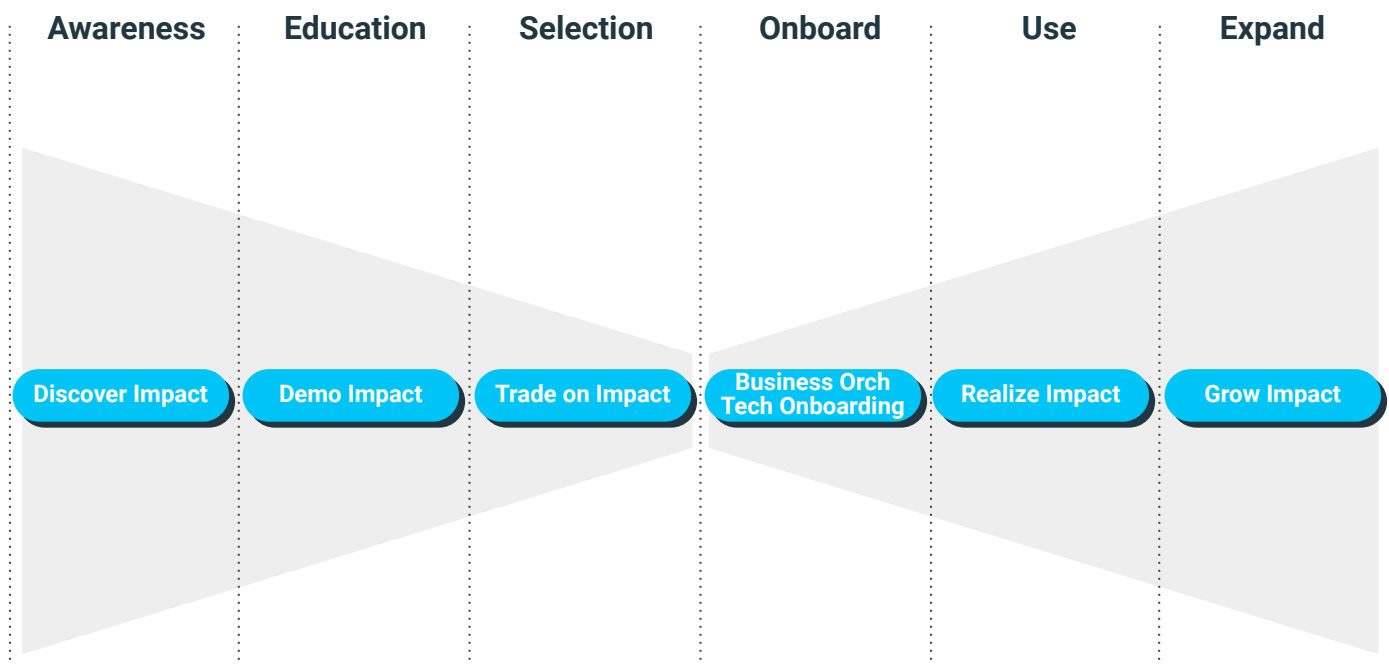 Awareness
Education
Selection
Onboard
Use
Expand
Discover Impact
Demo Impact
Trade on Impact
Business Orch
Tech Onboarding
Realize Impact
Grow Impact